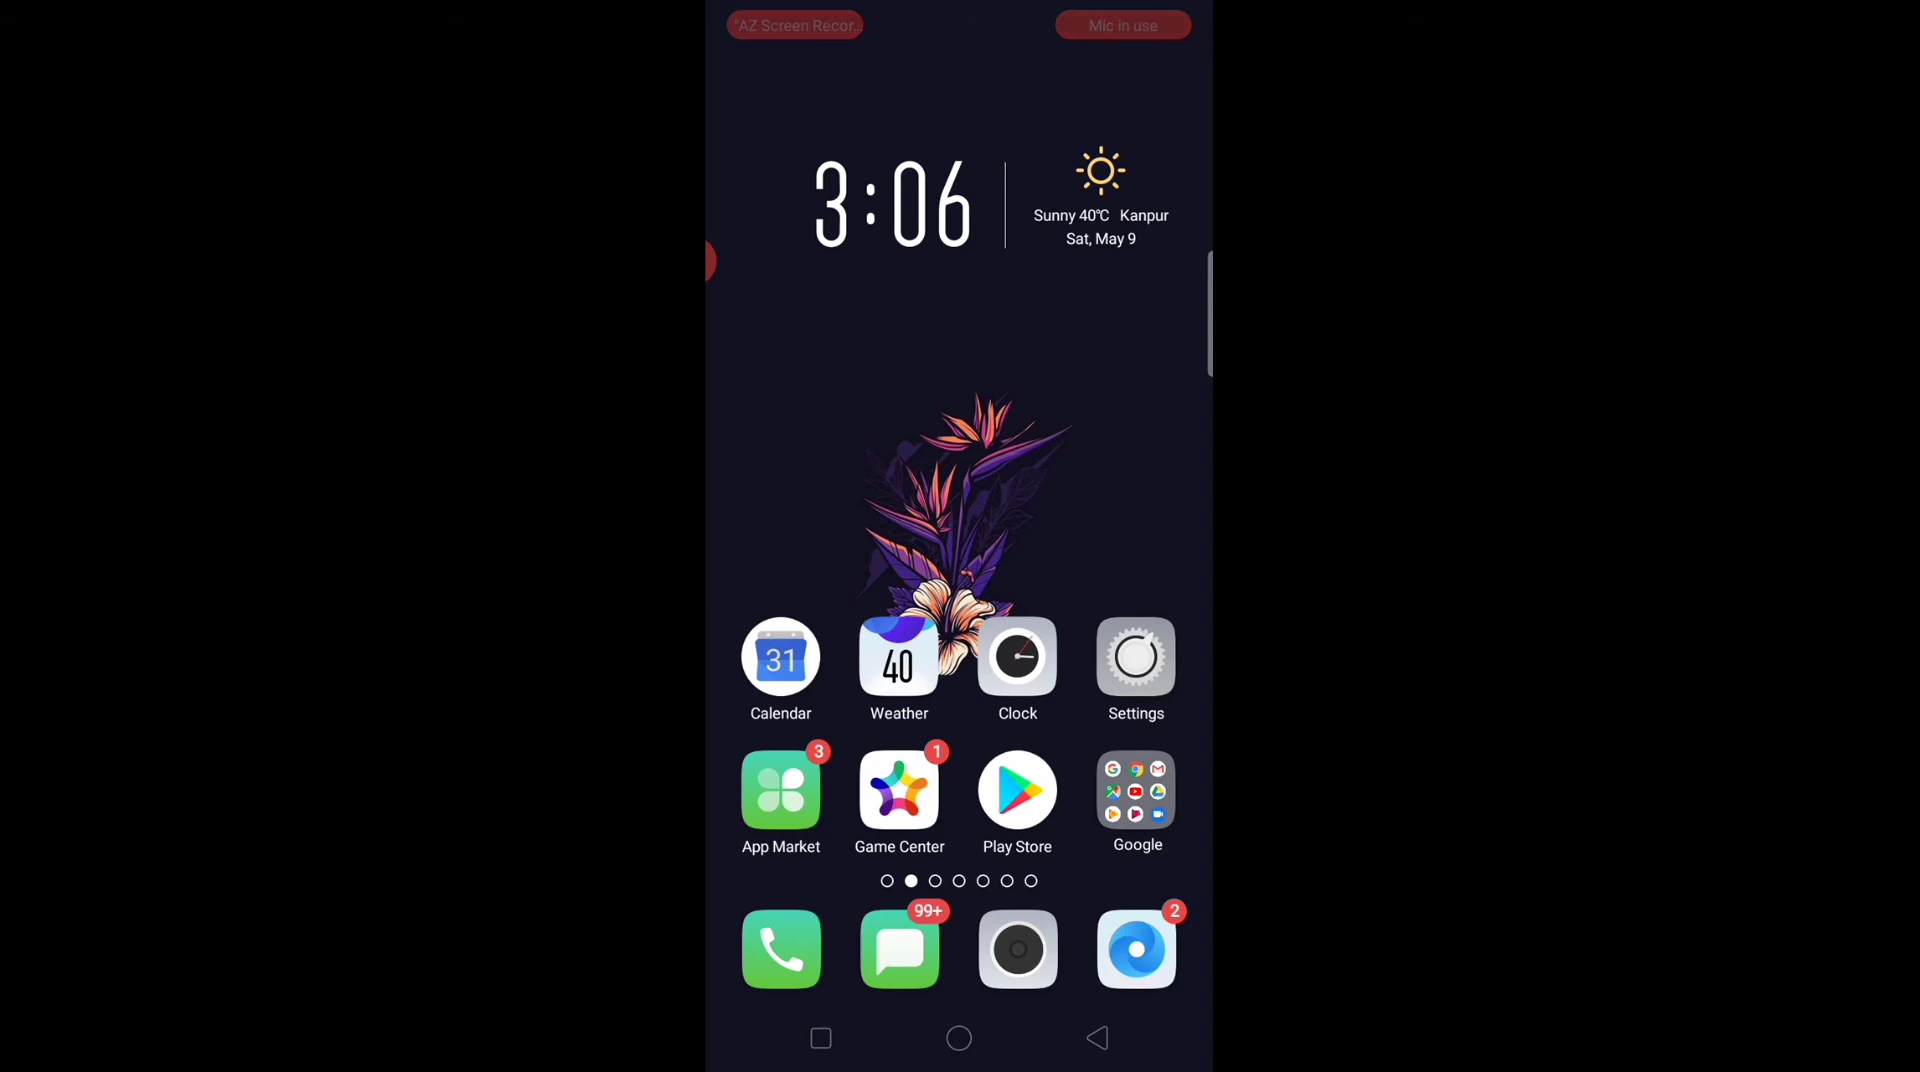 "AZ Screen Recor... Mic in use
3:06
Sunny 40℃ Kanpur
Sat, May 9
31
40
Calendar Weather Clock Settings
3 1
App Market Game Center Play Store Google
99+ 2